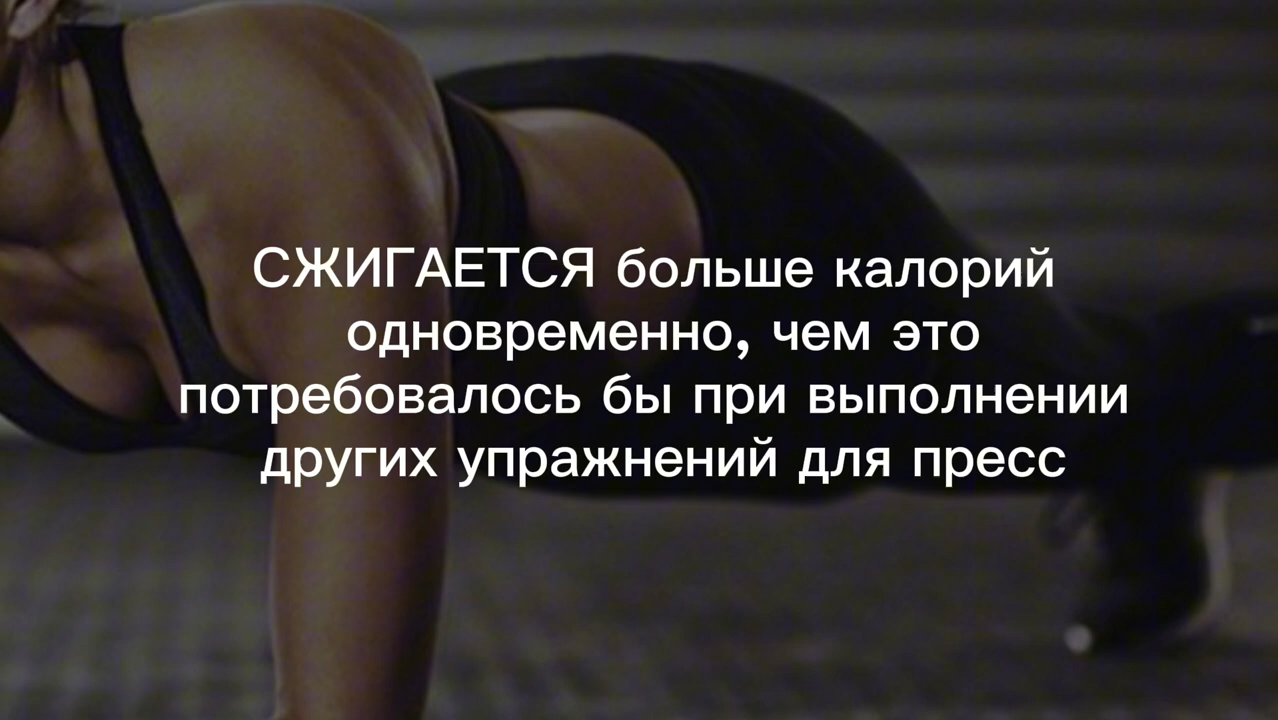 СЖИГАЕТСЯ больше калорий
одновременно, чем это
потребовалось бы при выполнении
других упражнений для пресс